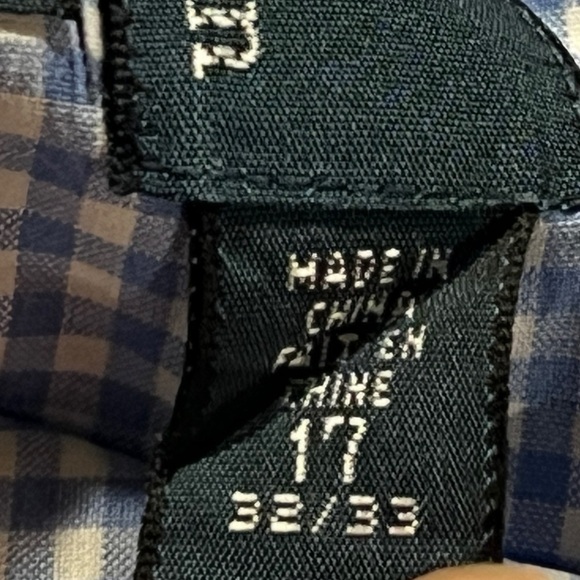 MADE IN
CHINA
FAIT EN
CHINE
17
32/33